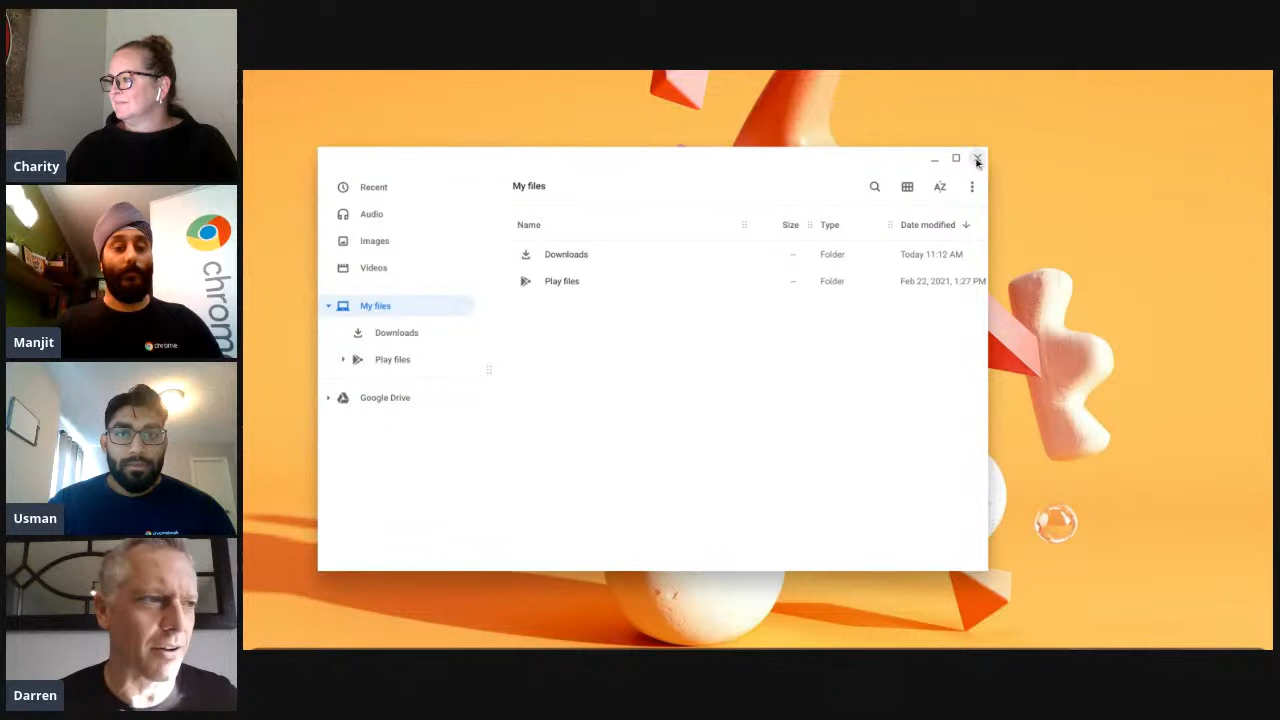 Charity
Manjit
chrome
chrome
Usman
chromebook
Darren
Recent
Audio
Images
Videos
My files
Downloads
Play files
Google Drive
My files
AZ
Name Size Type Date modified
Downloads -- Folder Today 11:12 AM
Play files -- Folder Feb 22, 2021, 1:27 PM